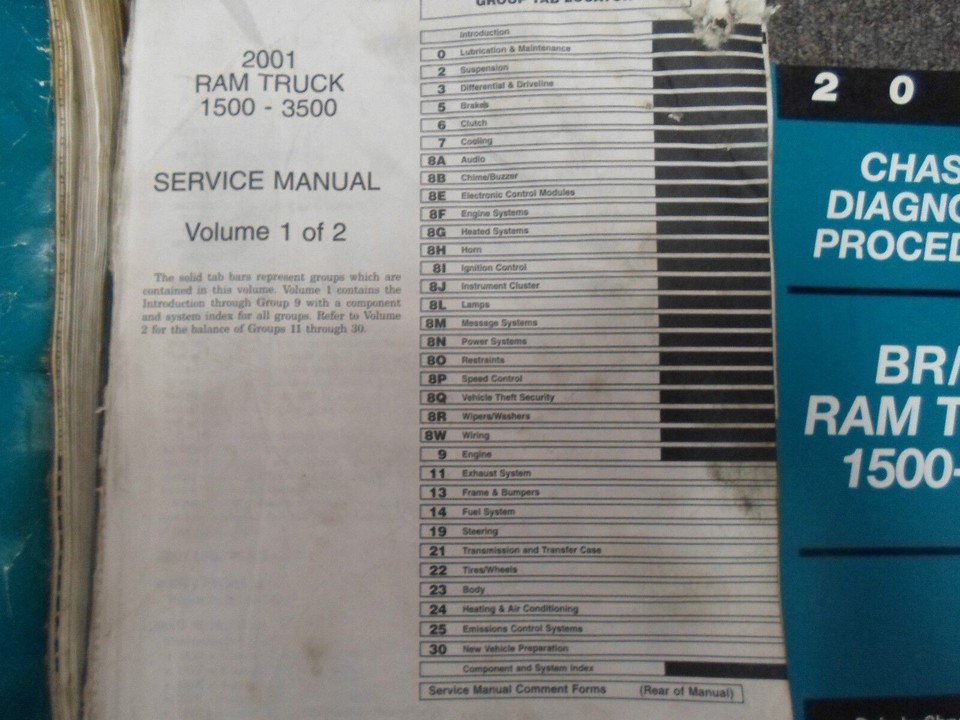 2001
RAM TRUCK
1500 - 3500
SERVICE MANUAL
Volume 1 of 2
The solid tab bars represent groups which are
contained in this volume. Volume 1 contains the
Introduction through Group 9 with a component
and system index for all groups. Refer to Volume
2 for the balance of Groups 11 through 30.
GROUP TAB LOCATOR
Introduction
0 Lubrication & Maintenance
2 Suspension
3 Differential & Driveline
5 Brakes
6 Clutch
7 Cooling
8A Audio
8B Chime/Buzzer
8E Electronic Control Modules
8F Engine Systems
8G Heated Systems
8H Horn
8I Ignition Control
8J Instrument Cluster
8L Lamps
8M Message Systems
8N Power Systems
8O Restraints
8P Speed Control
8Q Vehicle Theft Security
8R Wipers/Washers
8W Wiring
9 Engine
11 Exhaust System
13 Frame & Bumpers
14 Fuel System
19 Steering
21 Transmission and Transfer Case
22 Tires/Wheels
23 Body
24 Heating & Air Conditioning
25 Emissions Control Systems
30 New Vehicle Preparation
Component and System Index
Service Manual Comment Forms (Rear of Manual)
2 0
CHAS
DIAGNO
PROCED
BR/
RAM T
1500-